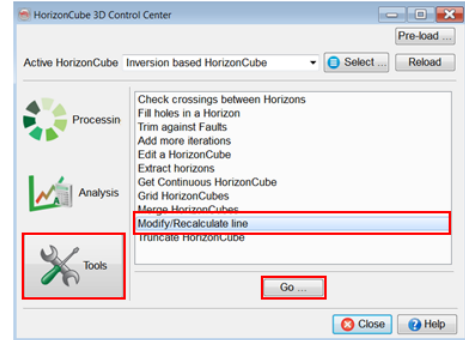 HorizonCube 3D Control Center
Pre-load ...
Active HorizonCube Inversion based HorizonCube Select ... Reload
Processin
Analysis
Tools
Check crossings between Horizons
Fill holes in a Horizon
Trim against Faults
Add more iterations
Edit a HorizonCube
Extract horizons
Get Continuous HorizonCube
Grid HorizonCubes
Merge HorizonCubes
Modify/Recalculate line
Truncate HorizonCube
Go ...
Close Help